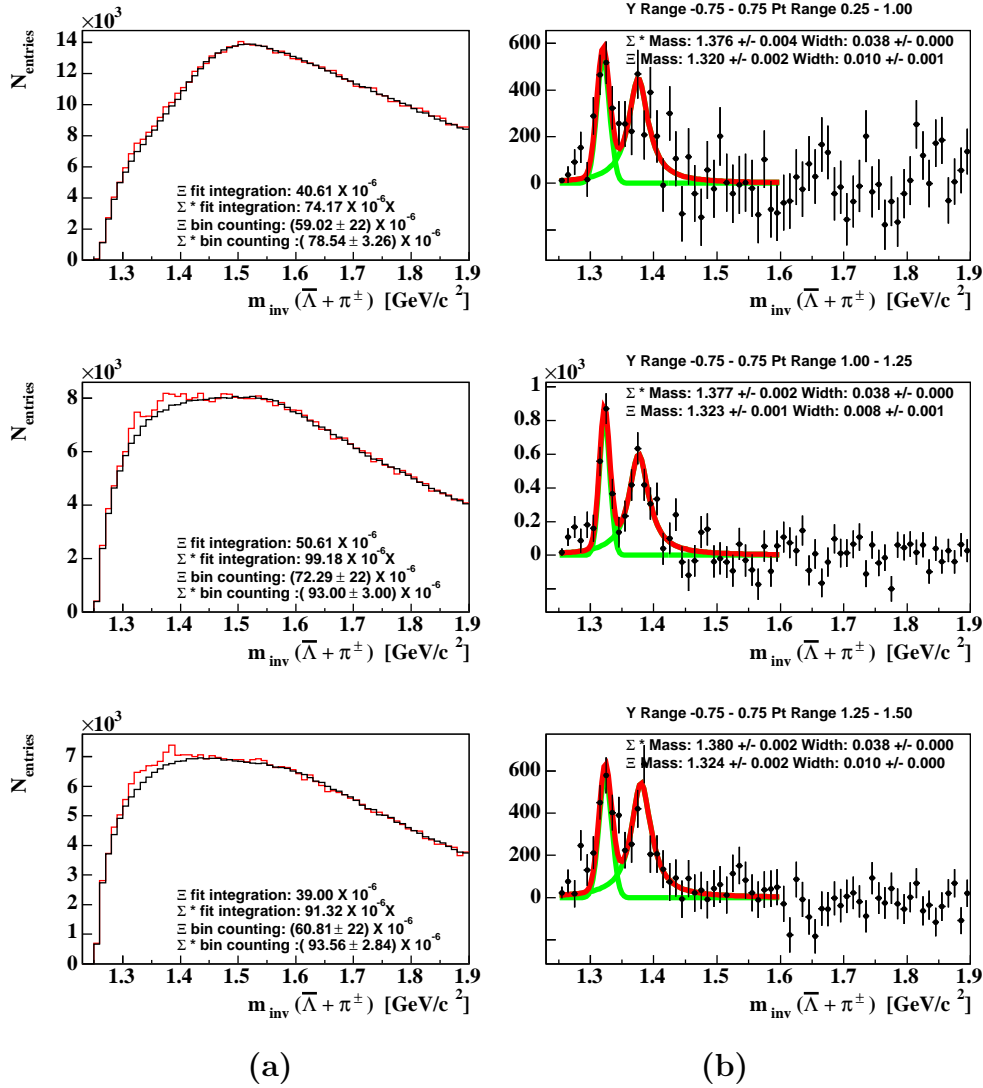 Y Range -0.75 - 0.75 Pt Range 0.25 - 1.00
×10³
N entries
14
12
10
8
6
4
2
0
Ξ fit integration: 40.61 X 10⁻⁶
Σ * fit integration: 74.17 X 10⁻⁶X
Ξ bin counting: (59.02 ± 22) X 10⁻⁶
Σ * bin counting :( 78.54 ± 3.26) X 10⁻⁶
1.3 1.4 1.5 1.6 1.7 1.8 1.9
m inv (Λ̅ + π±) [GeV/c ²]
Σ * Mass: 1.376 +/- 0.004 Width: 0.038 +/- 0.000
Ξ Mass: 1.320 +/- 0.002 Width: 0.010 +/- 0.001
600
400
200
0
1.3 1.4 1.5 1.6 1.7 1.8 1.9
m inv (Λ̅ + π±) [GeV/c ²]
Y Range -0.75 - 0.75 Pt Range 1.00 - 1.25
×10³
N entries
8
6
4
2
0
Ξ fit integration: 50.61 X 10⁻⁶
Σ * fit integration: 99.18 X 10⁻⁶X
Ξ bin counting: (72.29 ± 22) X 10⁻⁶
Σ * bin counting :( 93.00 ± 3.00) X 10⁻⁶
1.3 1.4 1.5 1.6 1.7 1.8 1.9
m inv (Λ̅ + π±) [GeV/c ²]
×10³
Σ * Mass: 1.377 +/- 0.002 Width: 0.038 +/- 0.000
Ξ Mass: 1.323 +/- 0.001 Width: 0.008 +/- 0.001
1
0.8
0.6
0.4
0.2
0
1.3 1.4 1.5 1.6 1.7 1.8 1.9
m inv (Λ̅ + π±) [GeV/c ²]
Y Range -0.75 - 0.75 Pt Range 1.25 - 1.50
×10³
N entries
7
6
5
4
3
2
1
0
Ξ fit integration: 39.00 X 10⁻⁶
Σ * fit integration: 91.32 X 10⁻⁶X
Ξ bin counting: (60.81 ± 22) X 10⁻⁶
Σ * bin counting :( 93.56 ± 2.84) X 10⁻⁶
1.3 1.4 1.5 1.6 1.7 1.8 1.9
m inv (Λ̅ + π±) [GeV/c ²]
Σ * Mass: 1.380 +/- 0.002 Width: 0.038 +/- 0.000
Ξ Mass: 1.324 +/- 0.002 Width: 0.010 +/- 0.000
600
400
200
0
1.3 1.4 1.5 1.6 1.7 1.8 1.9
m inv (Λ̅ + π±) [GeV/c ²]
(a)
(b)